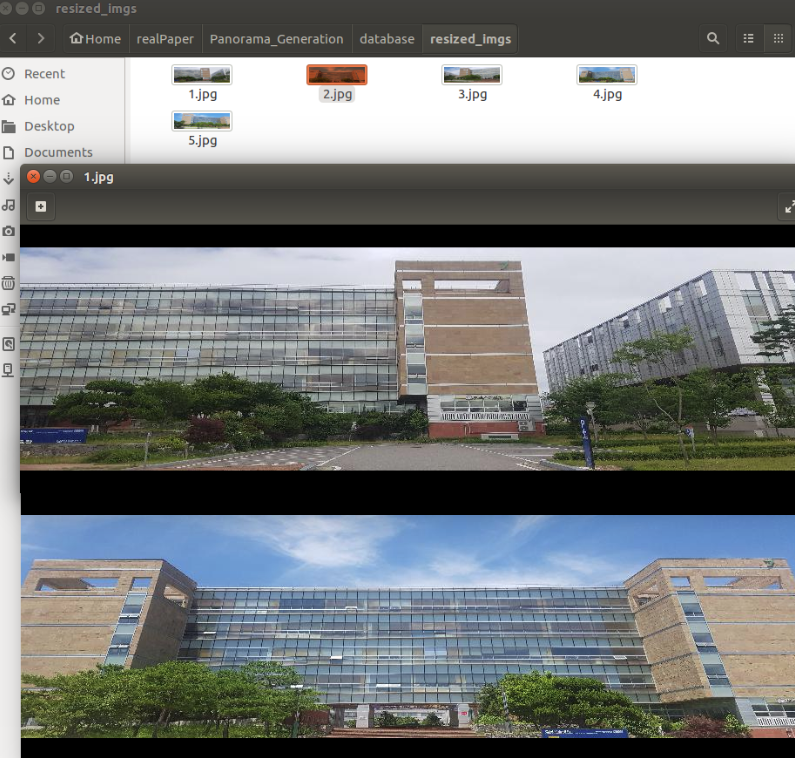 resized_imgs
Home realPaper Panorama_Generation database resized_imgs
Recent
Home
Desktop
Documents
1.jpg 2.jpg 3.jpg 4.jpg
5.jpg
1.jpg